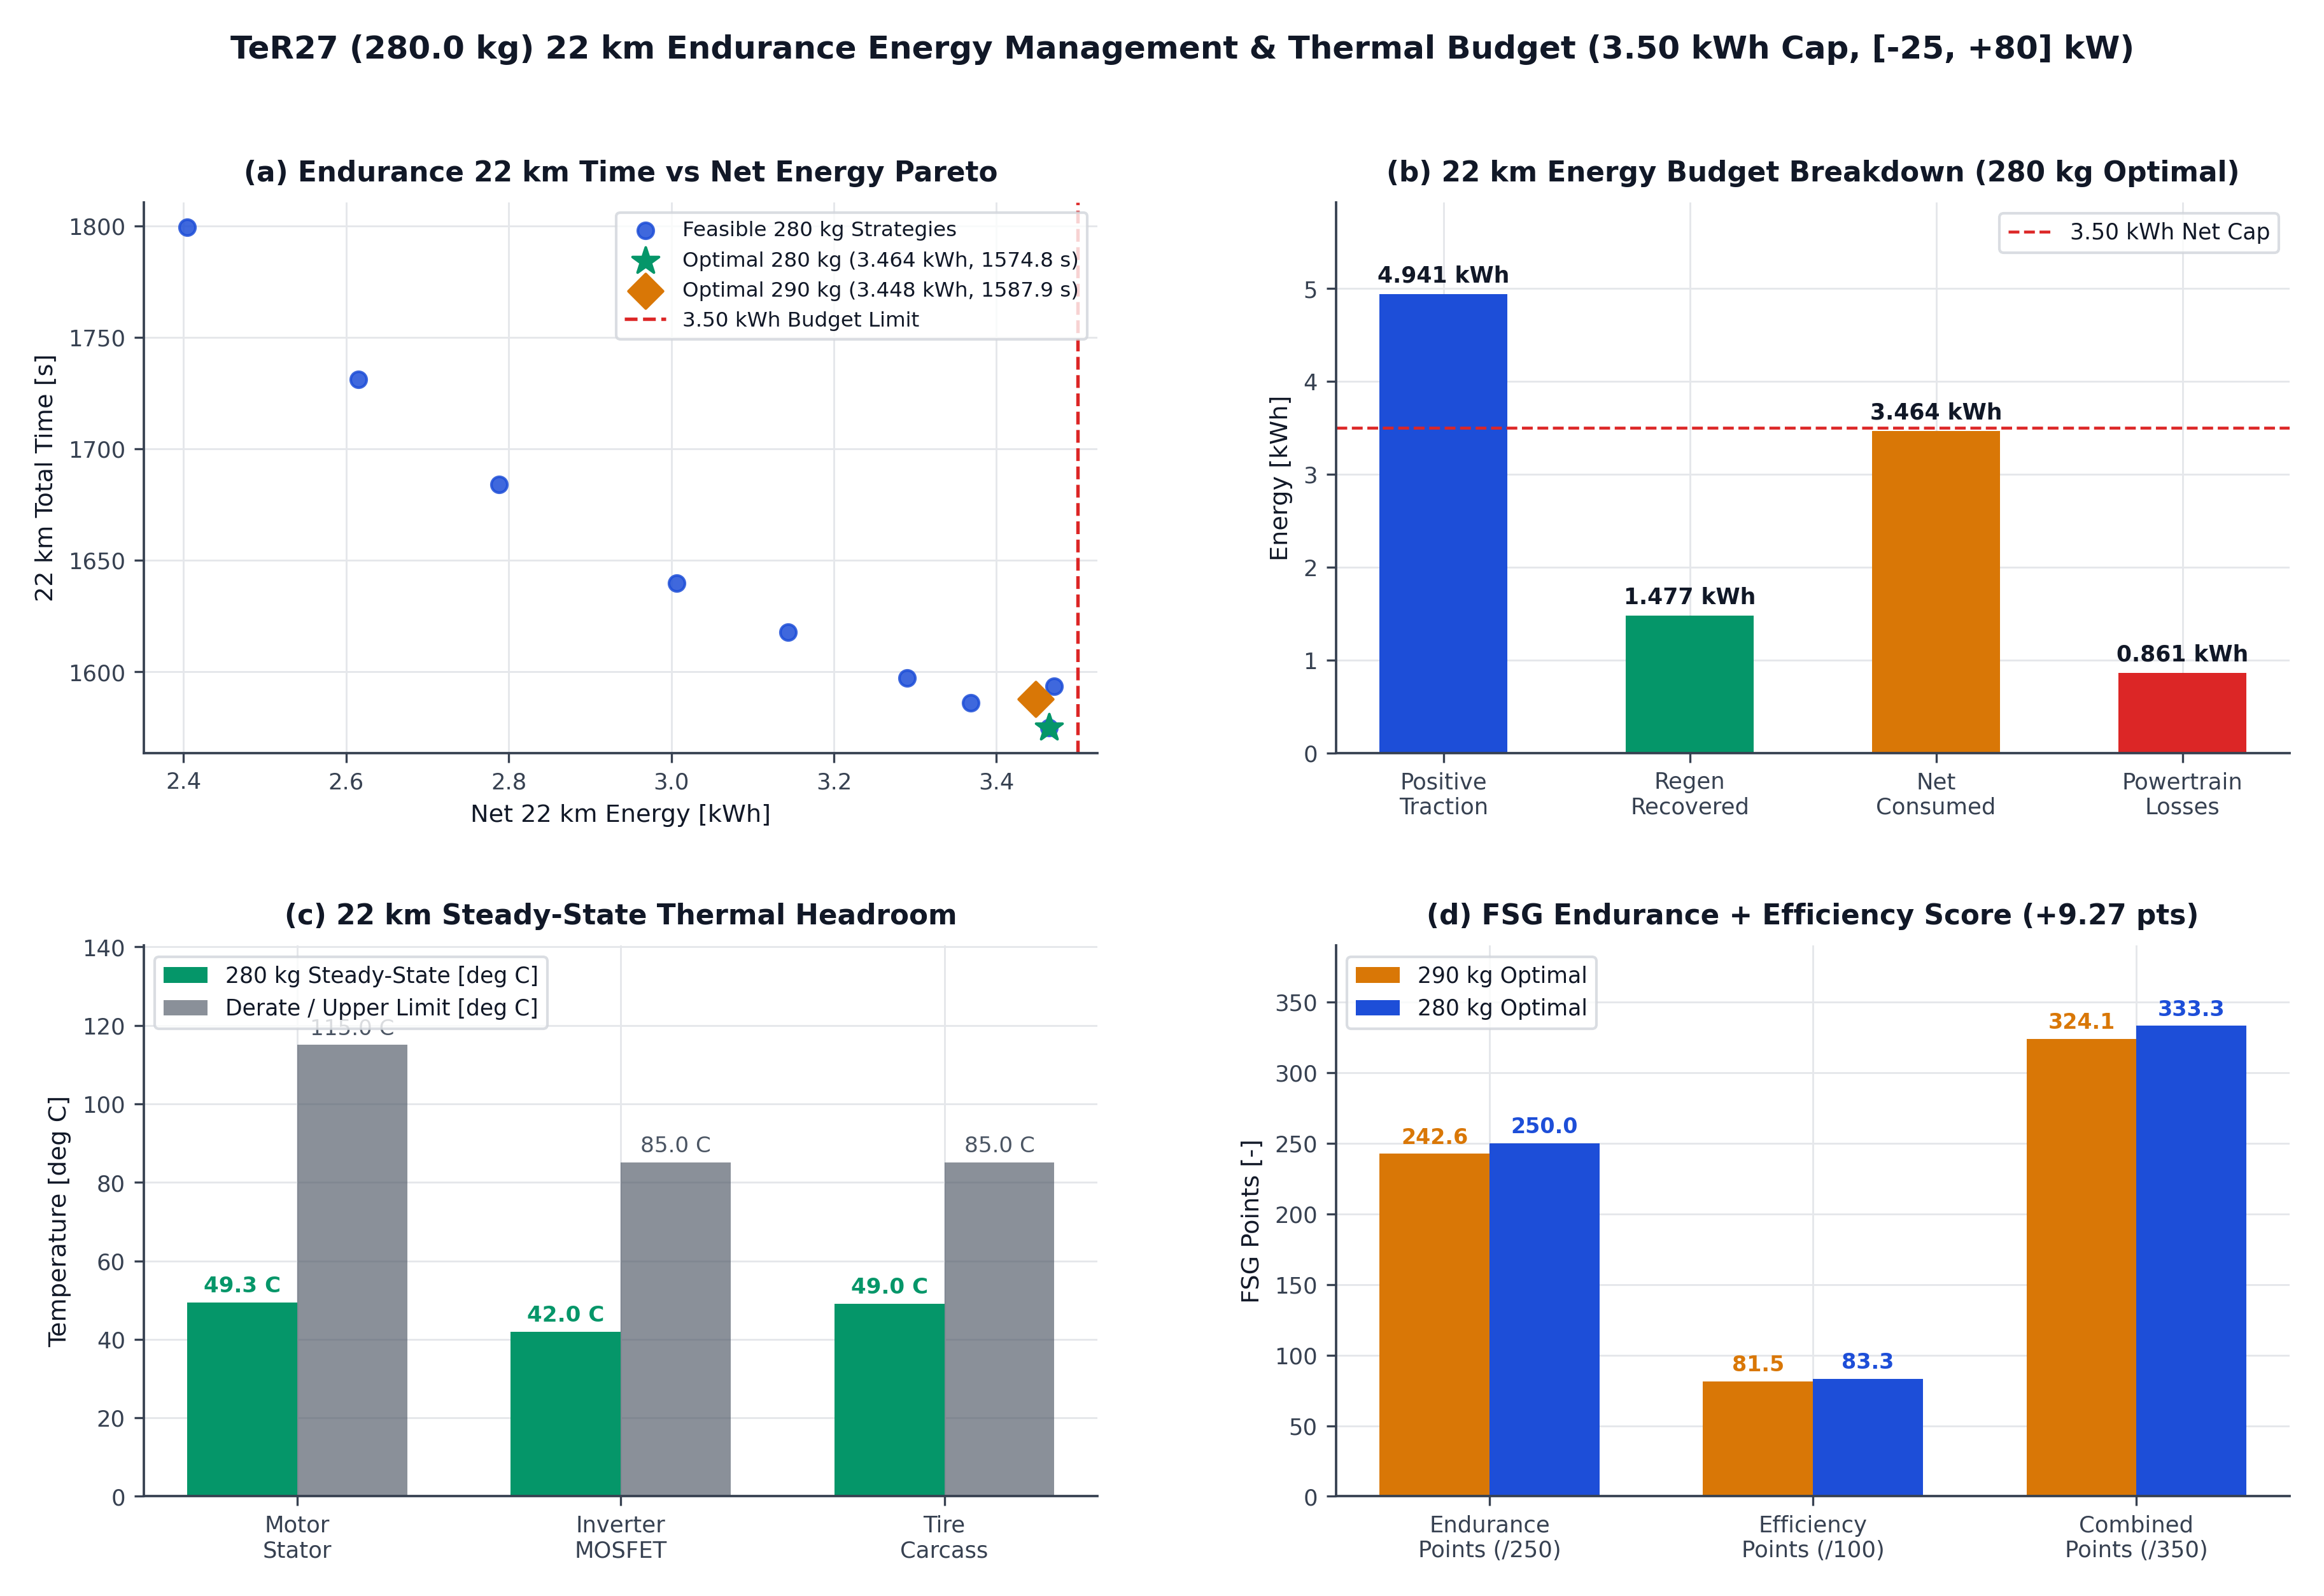 TeR27 (280.0 kg) 22 km Endurance Energy Management & Thermal Budget (3.50 kWh Cap, [-25, +80] kW)
(a) Endurance 22 km Time vs Net Energy Pareto
22 km Total Time [s]
1800
1750
1700
1650
1600
Feasible 280 kg Strategies
Optimal 280 kg (3.464 kWh, 1574.8 s)
Optimal 290 kg (3.448 kWh, 1587.9 s)
3.50 kWh Budget Limit
2.4
2.6
2.8
3.0
3.2
3.4
Net 22 km Energy [kWh]
(b) 22 km Energy Budget Breakdown (280 kg Optimal)
Energy [kWh]
5
4
3
2
1
0
3.50 kWh Net Cap
4.941 kWh
1.477 kWh
3.464 kWh
0.861 kWh
Positive
Traction
Regen
Recovered
Net
Consumed
Powertrain
Losses
(c) 22 km Steady-State Thermal Headroom
Temperature [deg C]
140
120
100
80
60
40
20
0
280 kg Steady-State [deg C]
Derate / Upper Limit [deg C]
49.3 C
115.0 C
42.0 C
85.0 C
49.0 C
85.0 C
Motor
Stator
Inverter
MOSFET
Tire
Carcass
(d) FSG Endurance + Efficiency Score (+9.27 pts)
FSG Points [-]
350
300
250
200
150
100
50
0
290 kg Optimal
280 kg Optimal
242.6
250.0
81.5
83.3
324.1
333.3
Endurance
Points (/250)
Efficiency
Points (/100)
Combined
Points (/350)